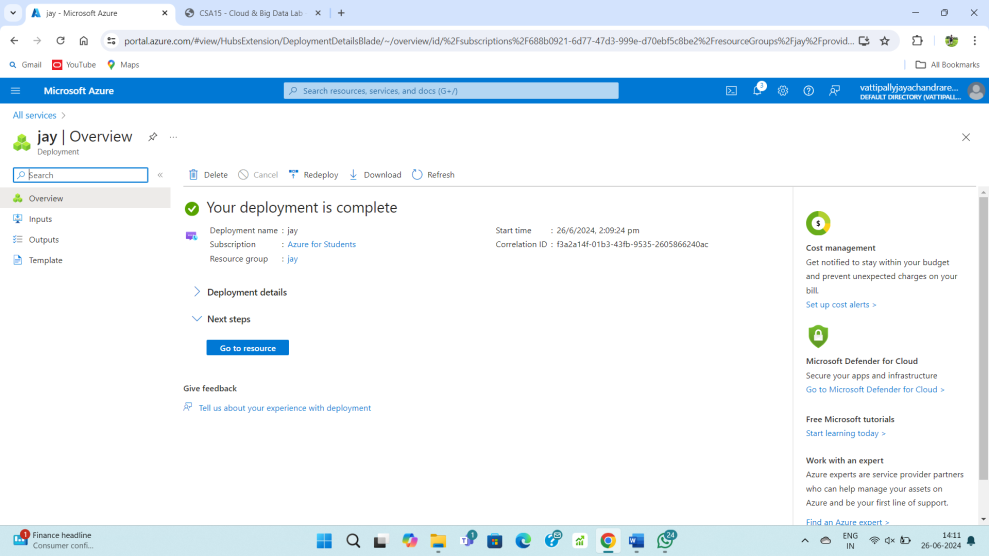 jay - Microsoft Azure
CSA15 - Cloud & Big Data Lab
portal.azure.com/#view/HubsExtension/DeploymentDetailsBlade/~/overview/id/%2Fsubscriptions%2F688b0921-6d77-47d3-999e-d70ebf5c8be2%2FresourceGroups%2Fjay%2Fprovid...
Gmail YouTube Maps
All Bookmarks
Microsoft Azure
Search resources, services, and docs (G+/)
3
vattipallyjayachandrare...
DEFAULT DIRECTORY (VATTIPALL...
All services >
jay | Overview
Deployment
Search
Delete Cancel Redeploy Download Refresh
Overview
Inputs
Outputs
Template
Your deployment is complete
Deployment name : jay
Subscription : Azure for Students
Resource group : jay
Start time : 26/6/2024, 2:09:24 pm
Correlation ID : f3a2a14f-01b3-43fb-9535-2605866240ac
Deployment details
Next steps
Go to resource
Give feedback
Tell us about your experience with deployment
Cost management
Get notified to stay within your budget
and prevent unexpected charges on your
bill.
Set up cost alerts >
Microsoft Defender for Cloud
Secure your apps and infrastructure
Go to Microsoft Defender for Cloud >
Free Microsoft tutorials
Start learning today >
Work with an expert
Azure experts are service provider partners
who can help manage your assets on
Azure and be your first line of support.
Find an Azure expert >
1
Finance headline
Consumer confi...
1
24
ENG
IN
14:11
26-06-2024